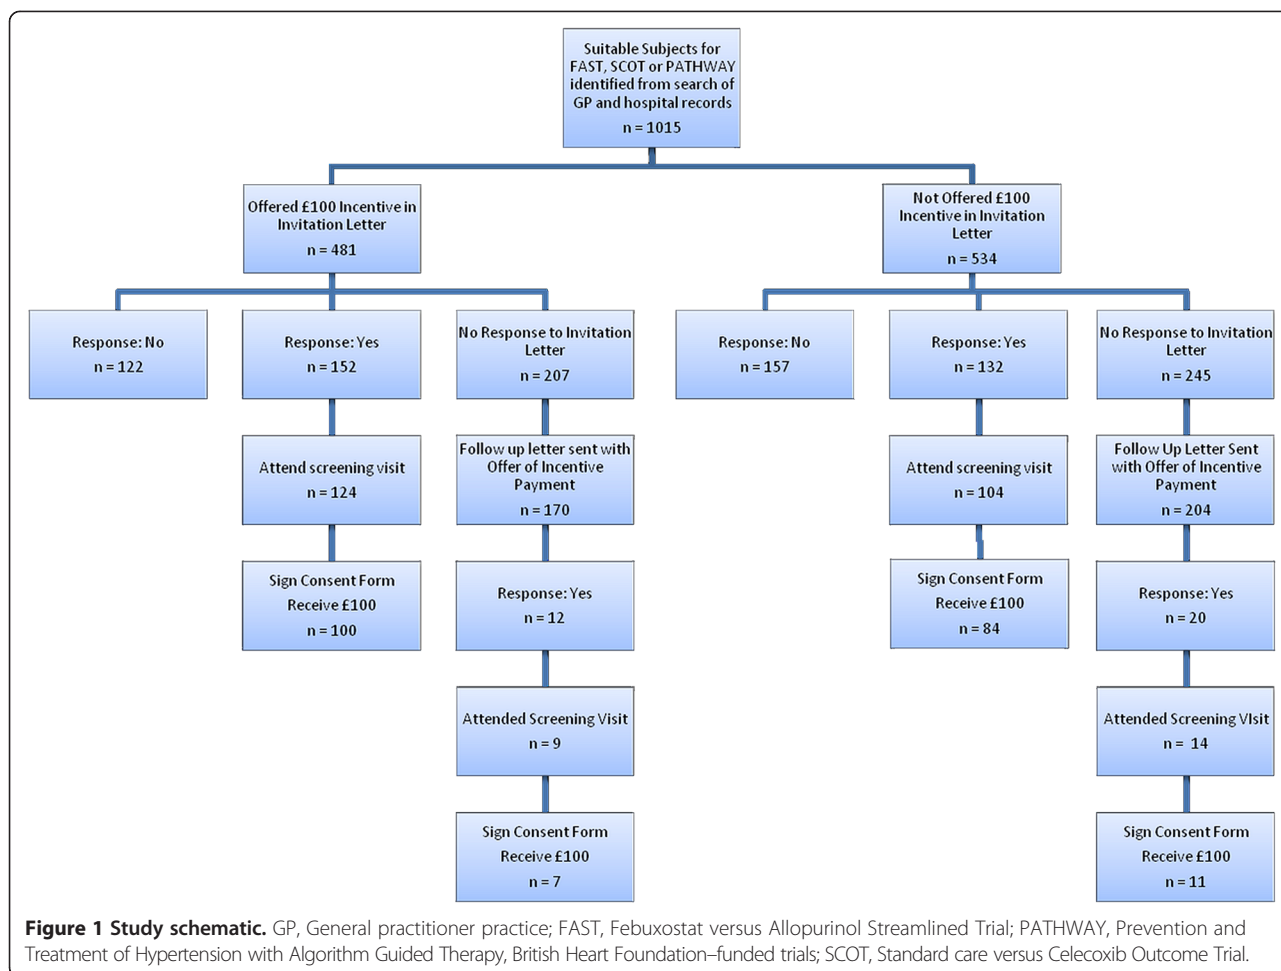 Suitable Subjects for
FAST, SCOT or PATHWAY
identified from search of
GP and hospital records
n = 1015
Offered £100 Incentive in
Invitation Letter
n = 481
Not Offered £100
Incentive in Invitation
Letter
n = 534
Response: No
n = 122
Response: Yes
n = 152
No Response to Invitation
Letter
n = 207
Response: No
n = 157
Response: Yes
n = 132
No Response to Invitation
Letter
n = 245
Attend screening visit
n = 124
Follow up letter sent with
Offer of Incentive
Payment
n = 170
Attend screening visit
n = 104
Follow Up Letter Sent
with Offer of Incentive
Payment
n = 204
Sign Consent Form
Receive £100
n = 100
Response: Yes
n = 12
Sign Consent Form
Receive £100
n = 84
Response: Yes
n = 20
Attended Screening Visit
n = 9
Attended Screening VIsit
n = 14
Sign Consent Form
Receive £100
n = 7
Sign Consent Form
Receive £100
n = 11
Figure 1 Study schematic. GP, General practitioner practice; FAST, Febuxostat versus Allopurinol Streamlined Trial; PATHWAY, Prevention and
Treatment of Hypertension with Algorithm Guided Therapy, British Heart Foundation–funded trials; SCOT, Standard care versus Celecoxib Outcome Trial.